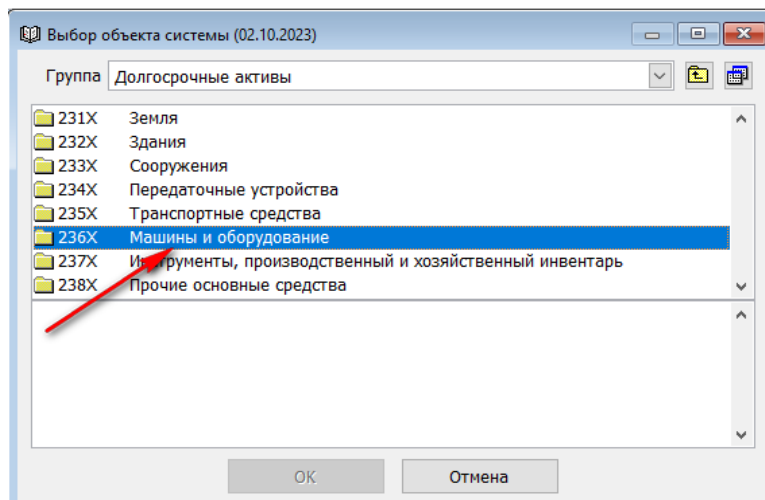 Выбор объекта системы (02.10.2023)
Группа Долгосрочные активы
231X Земля
232X Здания
233X Сооружения
234X Передаточные устройства
235X Транспортные средства
236X Машины и оборудование
237X Инструменты, производственный и хозяйственный инвентарь
238X Прочие основные средства
OK Отмена